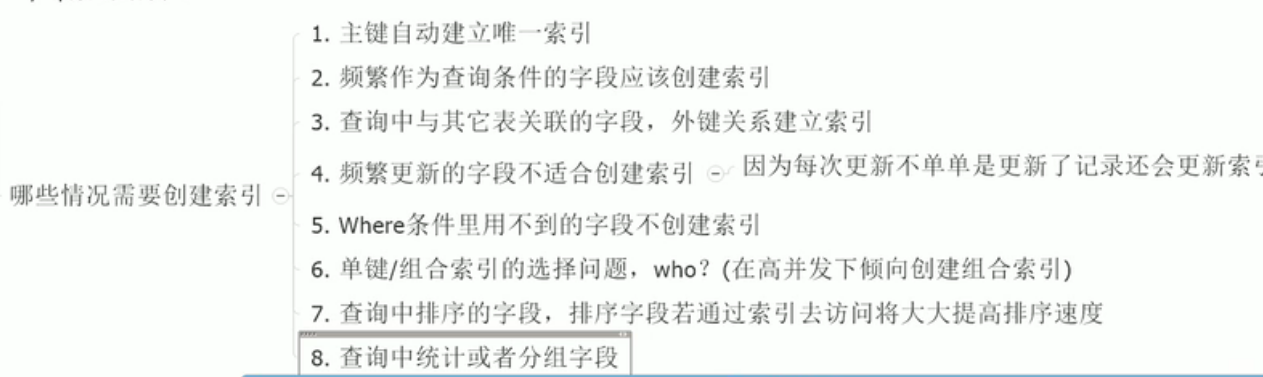 哪些情况需要创建索引
1. 主键自动建立唯一索引
2. 频繁作为查询条件的字段应该创建索引
3. 查询中与其它表关联的字段，外键关系建立索引
4. 频繁更新的字段不适合创建索引
因为每次更新不单单是更新了记录还会更新索引
5. Where条件里用不到的字段不创建索引
6. 单键/组合索引的选择问题，who？(在高并发下倾向创建组合索引)
7. 查询中排序的字段，排序字段若通过索引去访问将大大提高排序速度
8. 查询中统计或者分组字段